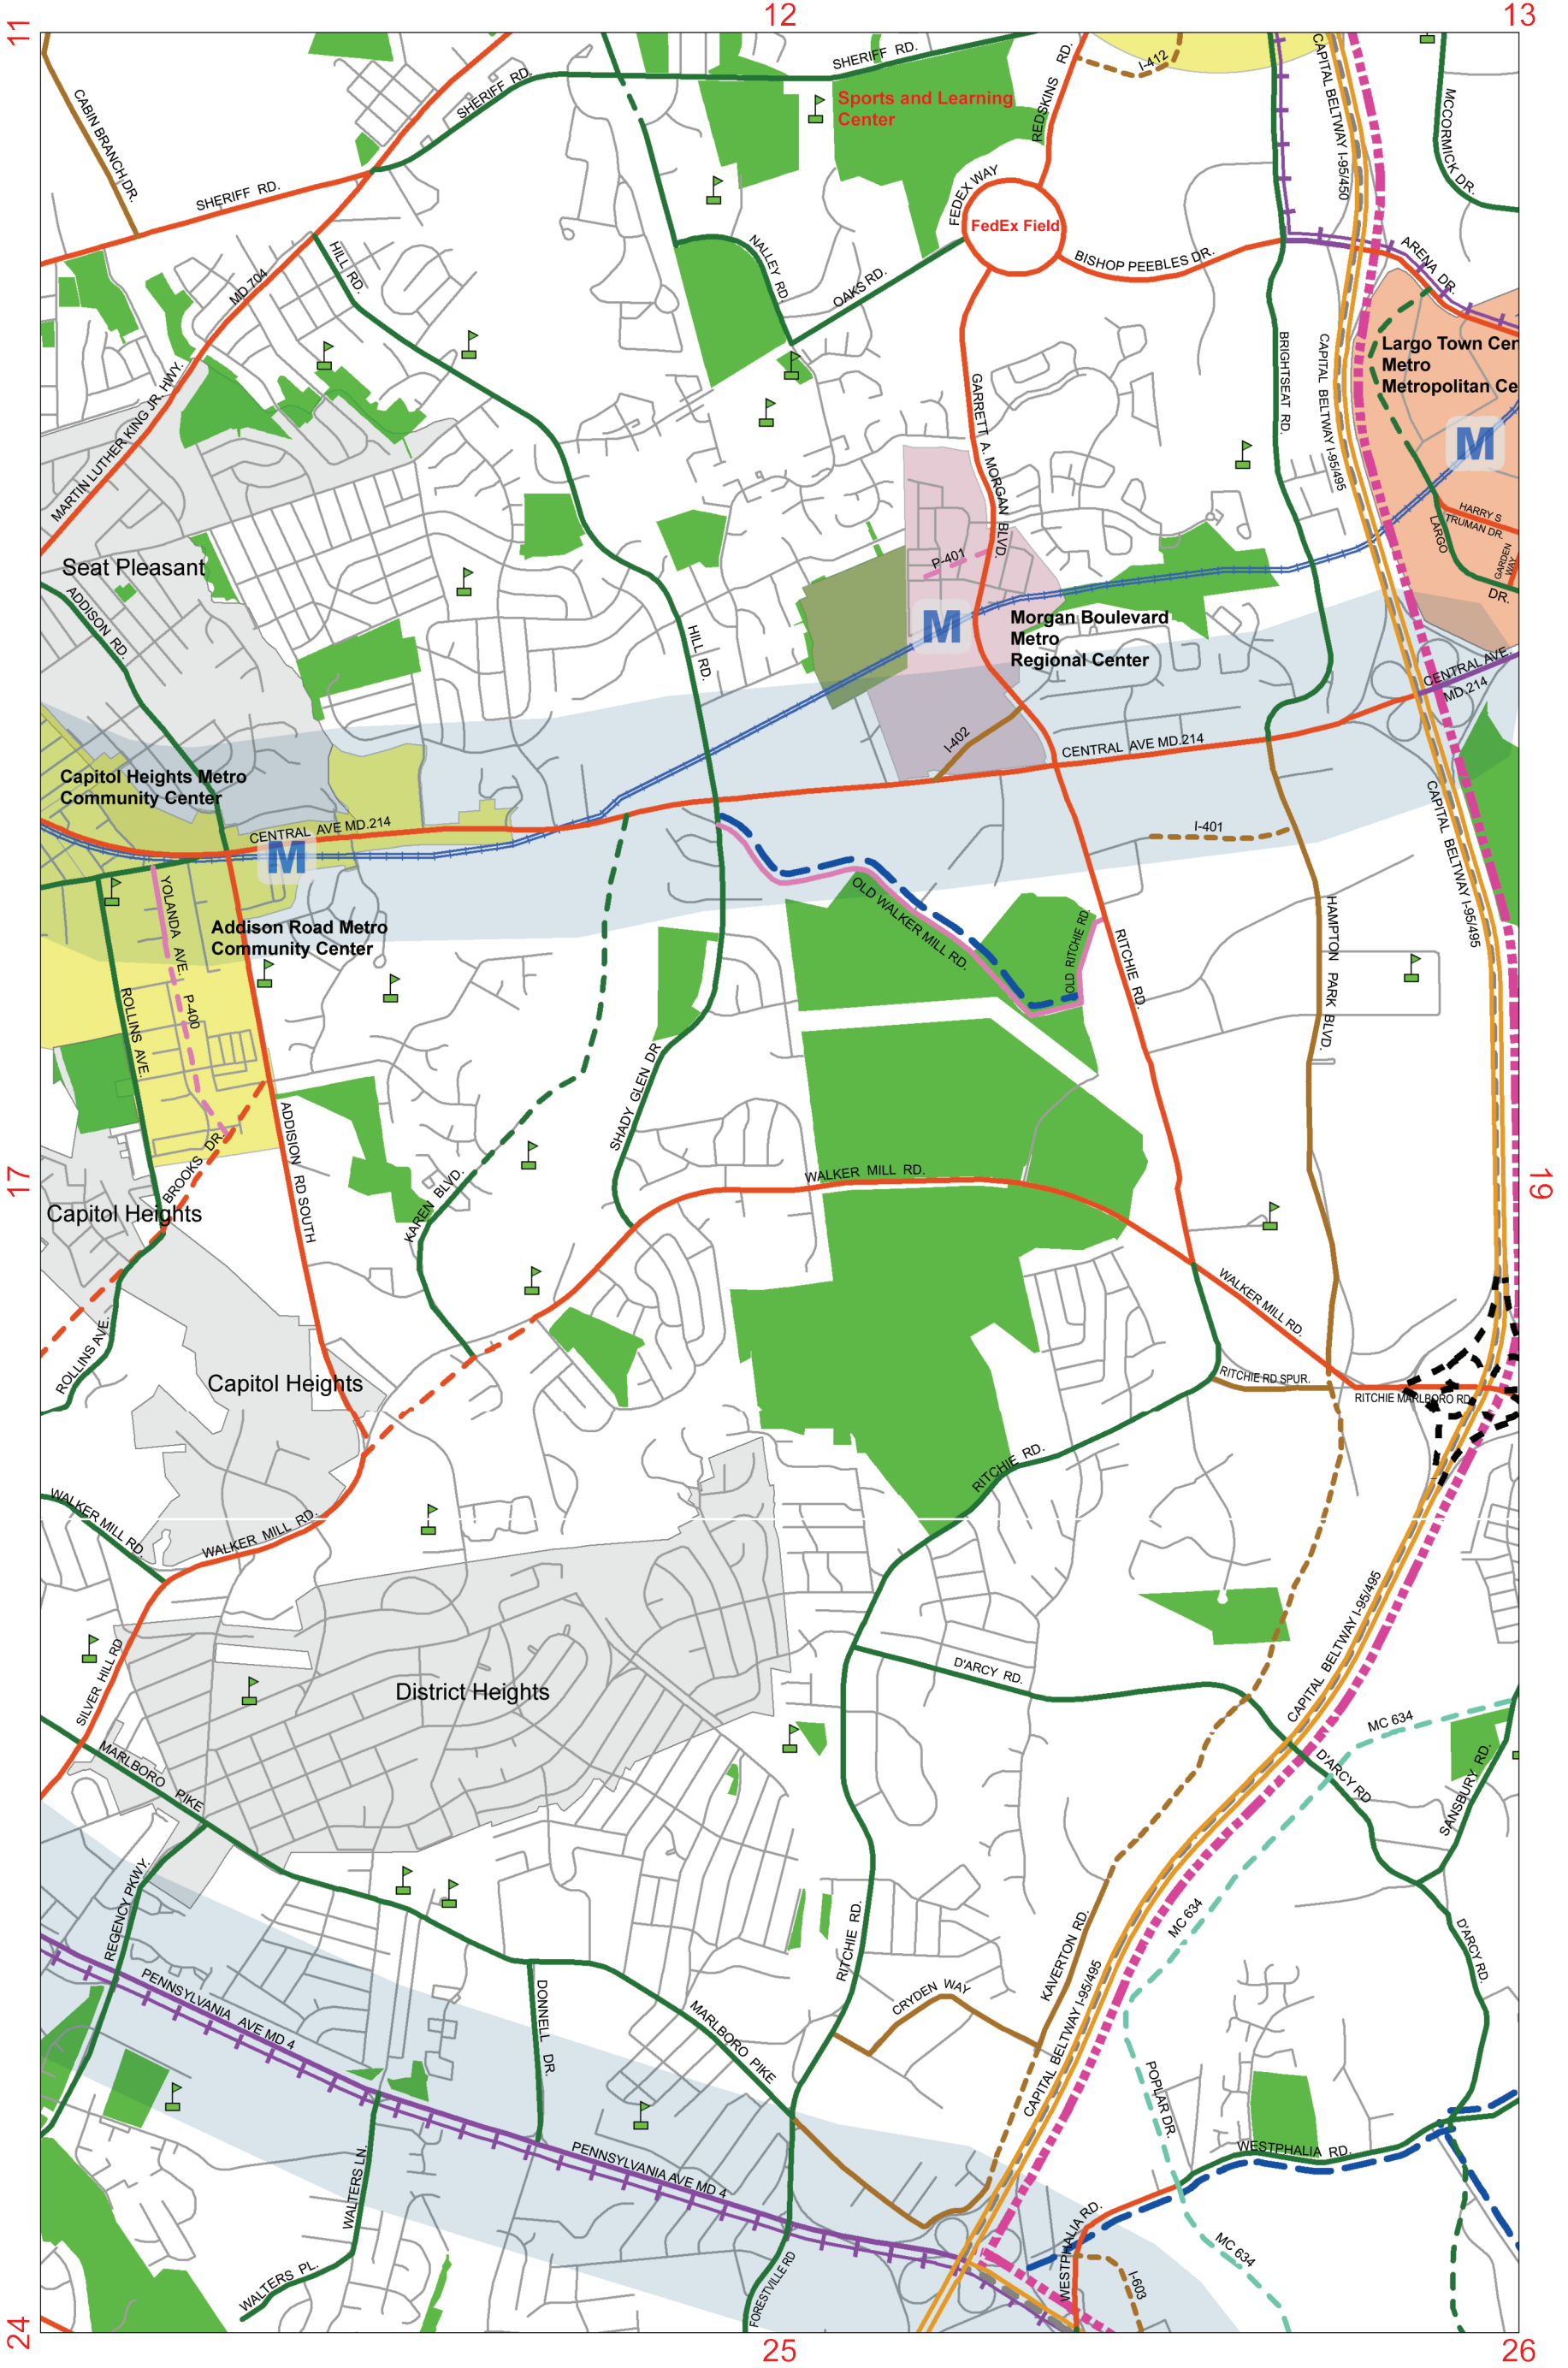 11
12
13
CABIN BRANCH DR.
SHERIFF RD.
SHERIFF RD.
SHERIFF RD.
Sports and Learning
Center
REDSKINS RD.
I-412
CAPITAL BELTWAY I-95/450
MCCORMICK DR.
FEDEX WAY
FedEx Field
BISHOP PEEBLES DR.
ARENA DR.
HILL RD.
MD 704
NALLEY RD
OAKS RD.
MARTIN LUTHER KING JR. HWY.
GARRETT A. MORGAN BLVD.
BRIGHTSEAT RD.
CAPITAL BELTWAY I-95/495
Largo Town Cen
Metro
Metropolitan Ce
M
HARRY S
TRUMAN DR.
LARGO
GARDEN
WAY
DR.
Seat Pleasant
ADDISON RD.
P-401
M
Morgan Boulevard
Metro
Regional Center
HILL RD.
CENTRAL AVE.
MD.214
I-402
CENTRAL AVE MD.214
Capitol Heights Metro
Community Center
CENTRAL AVE MD.214
M
I-401
CAPITAL BELTWAY I-95/495
YOLANDA AVE.
OLD WALKER MILL RD.
OLD RITCHIE RD.
RITCHIE RD.
HAMPTON PARK BLVD.
Addison Road Metro
Community Center
ROLLINS AVE.
P-400
SHADY GLEN DR
ADDISION RD SOUTH
BROOKS DR.
KAREN BLVD.
WALKER MILL RD.
17
19
Capitol Heights
WALKER MILL RD.
ROLLINS AVE.
Capitol Heights
RITCHIE RD SPUR.
RITCHIE MARLBORO RD.
RITCHIE RD.
WALKER MILL RD.
WALKER MILL RD.
CAPITAL BELTWAY I-95/495
SILVER HILL RD
D'ARCY RD.
District Heights
MC 634
MARLBORO PIKE
D'ARCY RD
SANSBURY RD.
REGENCY PKWY.
RITCHIE RD.
KAVERTON RD.
MC 634
D'ARCY RD.
PENNSYLVANIA AVE MD 4
DONNELL DR.
MARLBORO PIKE
CRYDEN WAY
CAPITAL BELTWAY I-95/495
POPLAR DR.
WESTPHALIA RD.
PENNSYLVANIA AVE MD 4
WALTERS LN.
WALTERS PL.
FORESTVILLE RD
WESTPHALIA RD.
MC 634
I-603
24
25
26